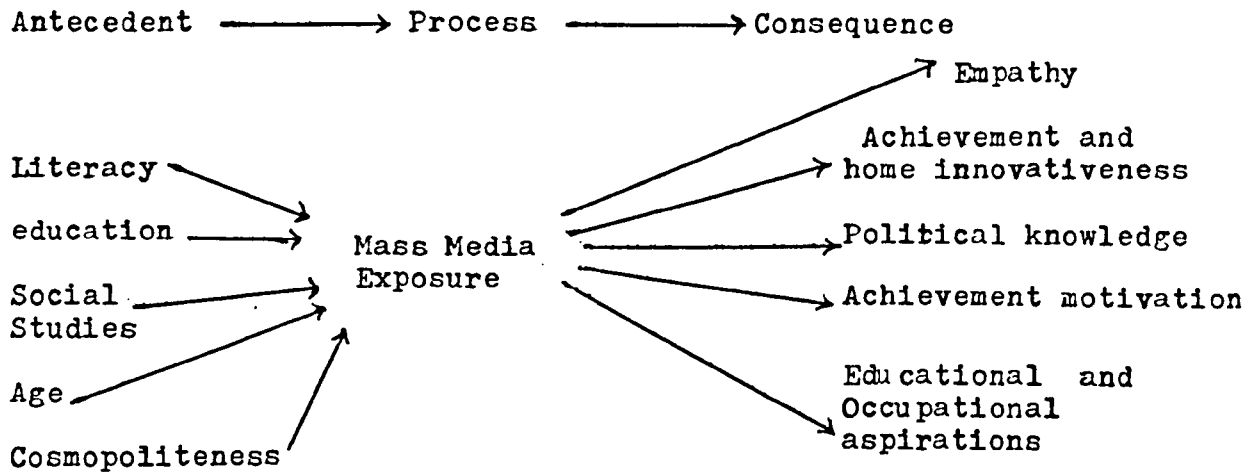 Antecedent Process Consequence
Empathy
Literacy
Achievement and
home innovativeness
education
Mass Media
Exposure
Political knowledge
Social
Studies
Achievement motivation
Age
Educational and
Occupational
aspirations
Cosmopoliteness